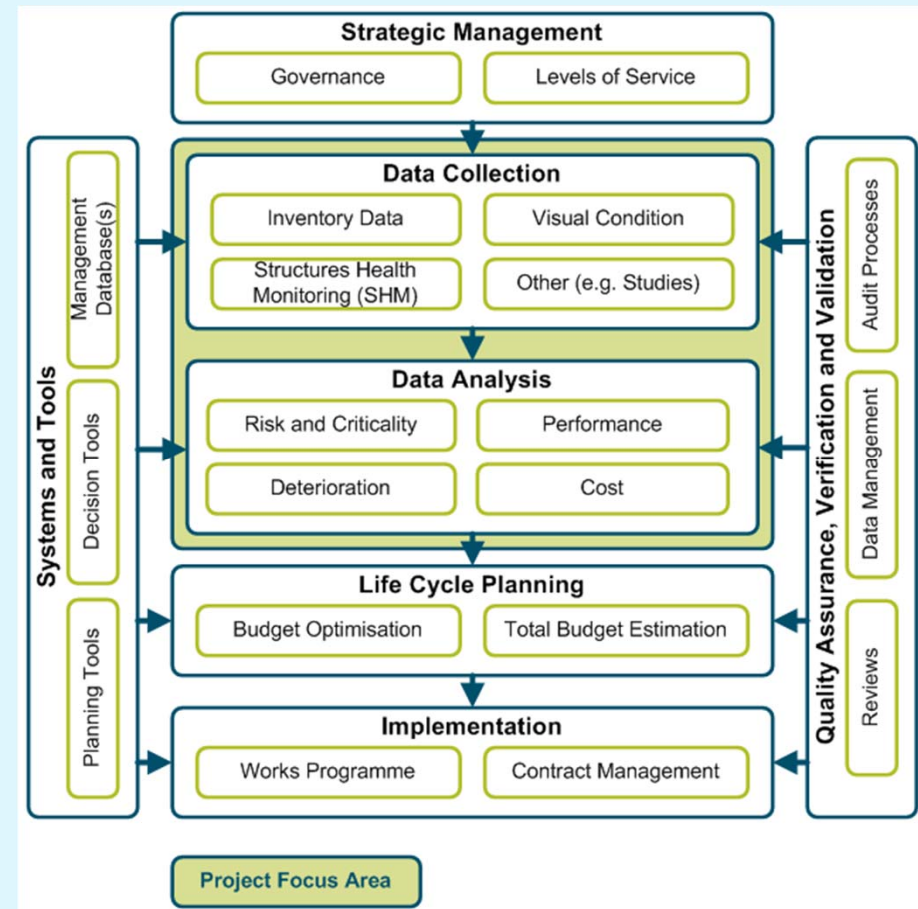 Strategic Management
Governance
Levels of Service
Systems and Tools
Management
Database(s)
Decision Tools
Planning Tools
Data Collection
Inventory Data
Visual Condition
Structures Health
Monitoring (SHM)
Other (e.g. Studies)
Data Analysis
Risk and Criticality
Performance
Deterioration
Cost
Life Cycle Planning
Budget Optimisation
Total Budget Estimation
Implementation
Works Programme
Contract Management
Quality Assurance, Verification and Validation
Audit Processes
Data Management
Reviews
Project Focus Area